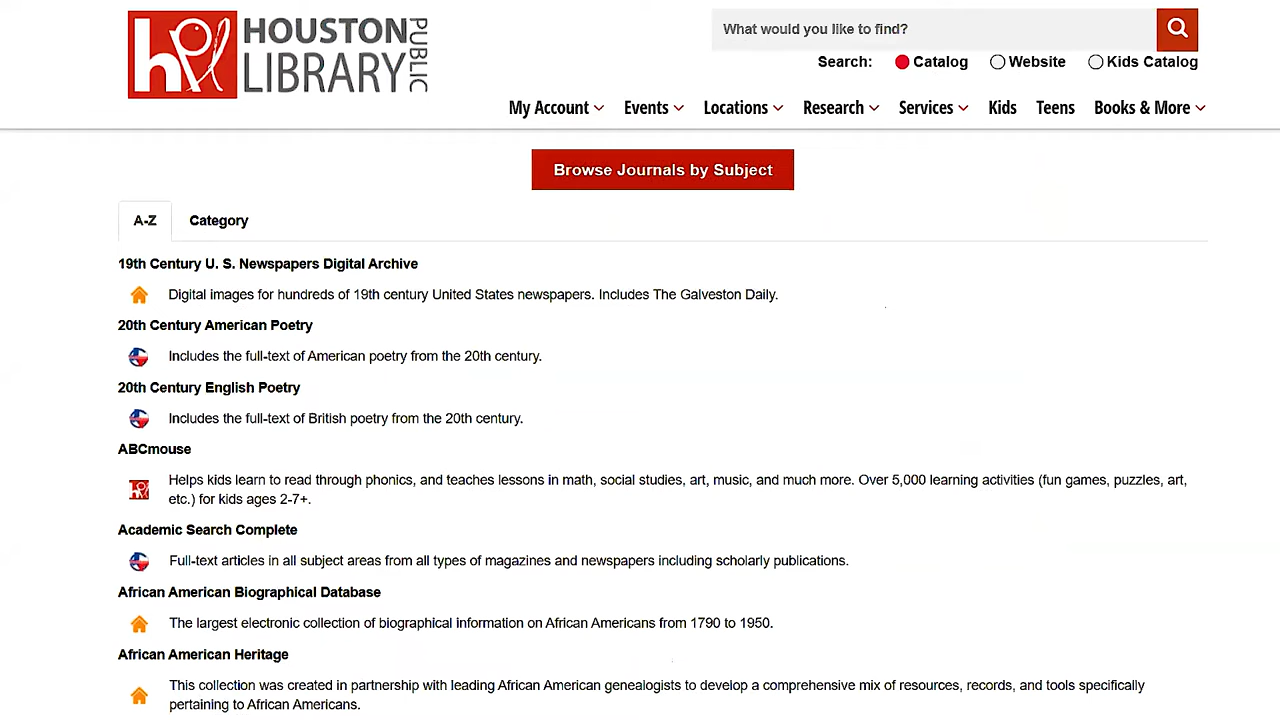 hpl HOUSTON PUBLIC LIBRARY
What would you like to find?
Search: Catalog Website Kids Catalog
My Account Events Locations Research Services Kids Teens Books & More
Browse Journals by Subject
A-Z Category
19th Century U. S. Newspapers Digital Archive
Digital images for hundreds of 19th century United States newspapers. Includes The Galveston Daily.
20th Century American Poetry
Includes the full-text of American poetry from the 20th century.
20th Century English Poetry
Includes the full-text of British poetry from the 20th century.
ABCmouse
hpl
Helps kids learn to read through phonics, and teaches lessons in math, social studies, art, music, and much more. Over 5,000 learning activities (fun games, puzzles, art,
etc.) for kids ages 2-7+.
Academic Search Complete
Full-text articles in all subject areas from all types of magazines and newspapers including scholarly publications.
African American Biographical Database
The largest electronic collection of biographical information on African Americans from 1790 to 1950.
African American Heritage
This collection was created in partnership with leading African American genealogists to develop a comprehensive mix of resources, records, and tools specifically
pertaining to African Americans.